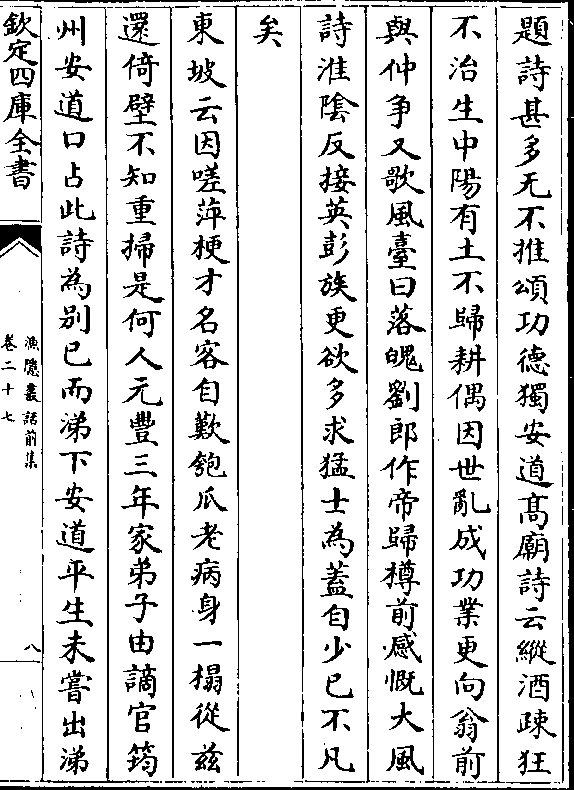 題詩甚多无不推頌功德獨安道髙廟詩云縱酒疎狂
不治生中陽有土不歸耕偶因世亂成功業更向翁前
與仲争又歌風臺曰落魄劉郎作帝歸樽前感慨大風
詩淮隂反接英彭族更欲多求猛士為蓋自少已不凡
矣
東坡云因嗟萍梗才名客自歎匏瓜老病身一榻從兹
還倚壁不知重掃是何人元豐三年家弟子由謫官筠
州安道口占此詩為别已而涕下安道平生未嘗出涕
欽定四庫全書
漁隱叢話前集
卷二十七
八